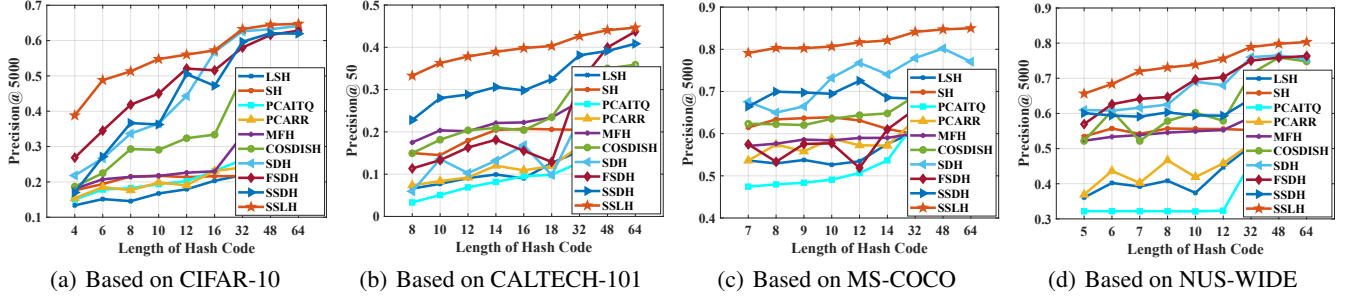 0.7
0.6
0.5
0.4
0.3
0.2
0.1
Precision@ 5000
4 6 8 10 12 16 32 48 64
Length of Hash Code
LSH
SH
PCAITQ
PCARR
MFH
COSDISH
SDH
FSDH
SSDH
SSLH
(a) Based on CIFAR-10
0.5
0.4
0.3
0.2
0.1
0
Precision@ 50
8 10 12 14 16 18 32 48 64
Length of Hash Code
LSH
SH
PCAITQ
PCARR
MFH
COSDISH
SDH
FSDH
SSDH
SSLH
(b) Based on CALTECH-101
0.9
0.8
0.7
0.6
0.5
0.4
Precision@ 5000
7 8 9 10 12 14 32 48 64
Length of Hash Code
LSH
SH
PCAITQ
PCARR
MFH
COSDISH
SDH
FSDH
SSDH
SSLH
(c) Based on MS-COCO
0.9
0.8
0.7
0.6
0.5
0.4
0.3
Precision@ 5000
5 6 7 8 10 12 32 48 64
Length of Hash Code
LSH
SH
PCAITQ
PCARR
MFH
COSDISH
SDH
FSDH
SSDH
SSLH
(d) Based on NUS-WIDE